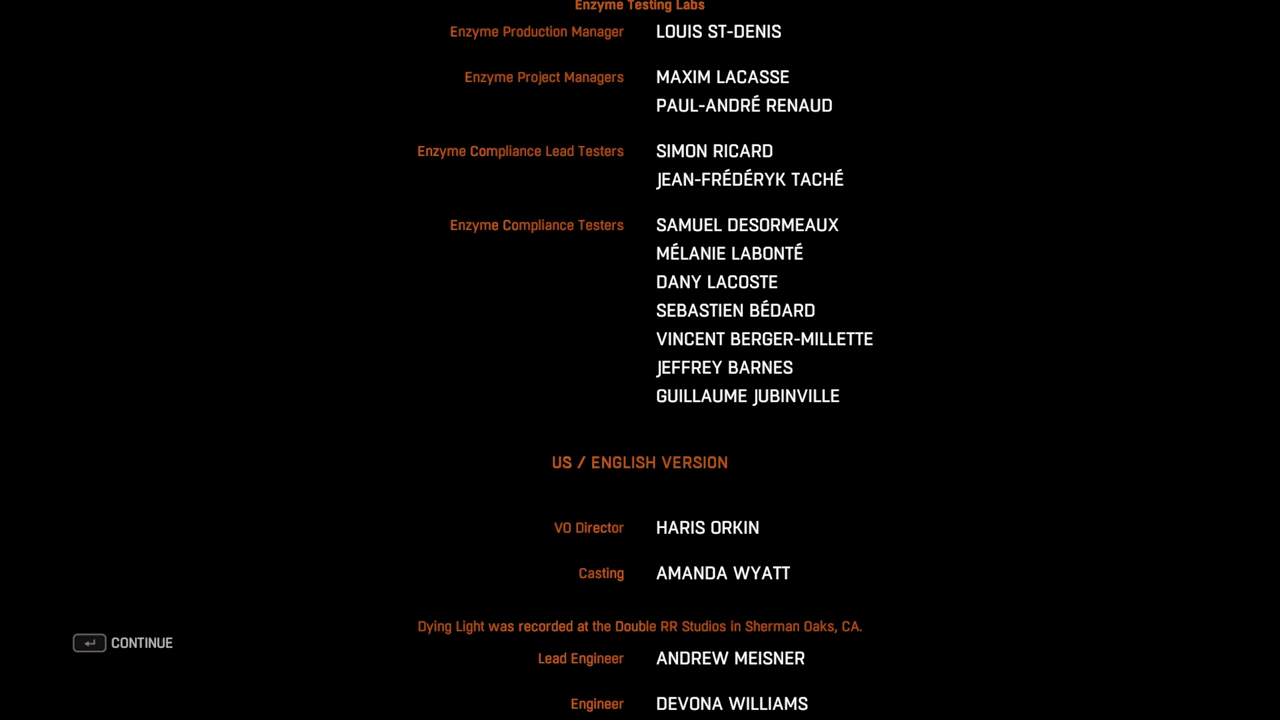 Enzyme Testing Labs
Enzyme Production Manager LOUIS ST-DENIS
Enzyme Project Managers MAXIM LACASSE
PAUL-ANDRÉ RENAUD
Enzyme Compliance Lead Testers SIMON RICARD
JEAN-FRÉDÉRYK TACHÉ
Enzyme Compliance Testers SAMUEL DESORMEAUX
MÉLANIE LABONTÉ
DANY LACOSTE
SEBASTIEN BÉDARD
VINCENT BERGER-MILLETTE
JEFFREY BARNES
GUILLAUME JUBINVILLE
US / ENGLISH VERSION
VO Director HARIS ORKIN
Casting AMANDA WYATT
Dying Light was recorded at the Double RR Studios in Sherman Oaks, CA.
CONTINUE
Lead Engineer ANDREW MEISNER
Engineer DEVONA WILLIAMS